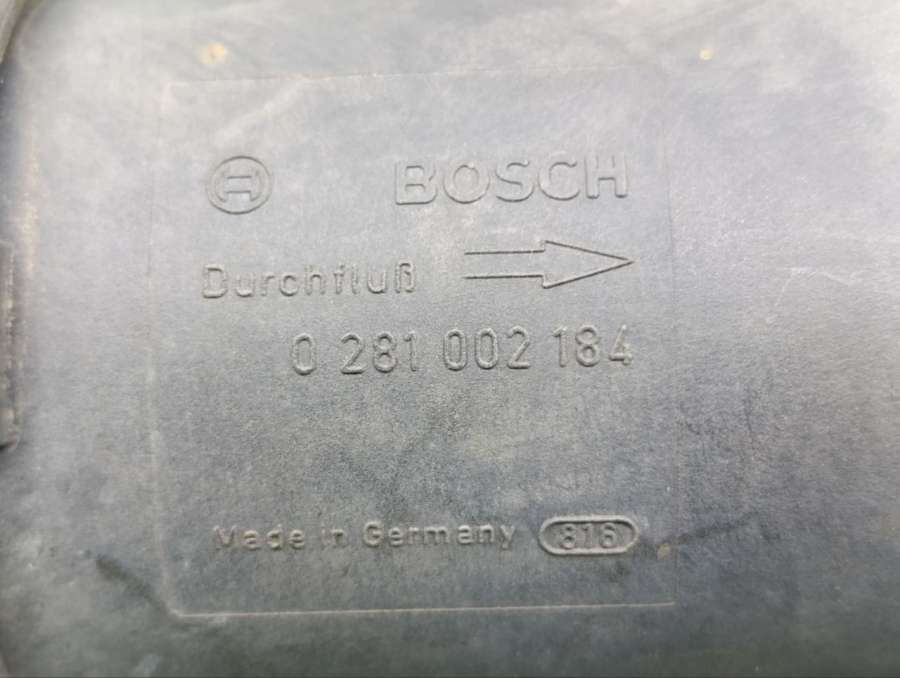 BOSCH
Durchfluß
0 281 002 184
Made in Germany 816